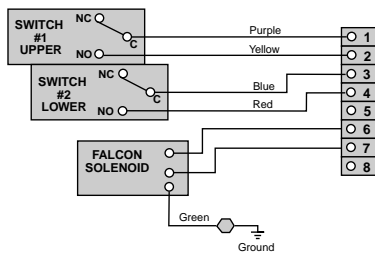 SWITCH
#1
UPPER
NC
NO
C
SWITCH
#2
LOWER
NC
NO
C
FALCON
SOLENOID
Purple
Yellow
Blue
Red
Green
Ground
1
2
3
4
5
6
7
8